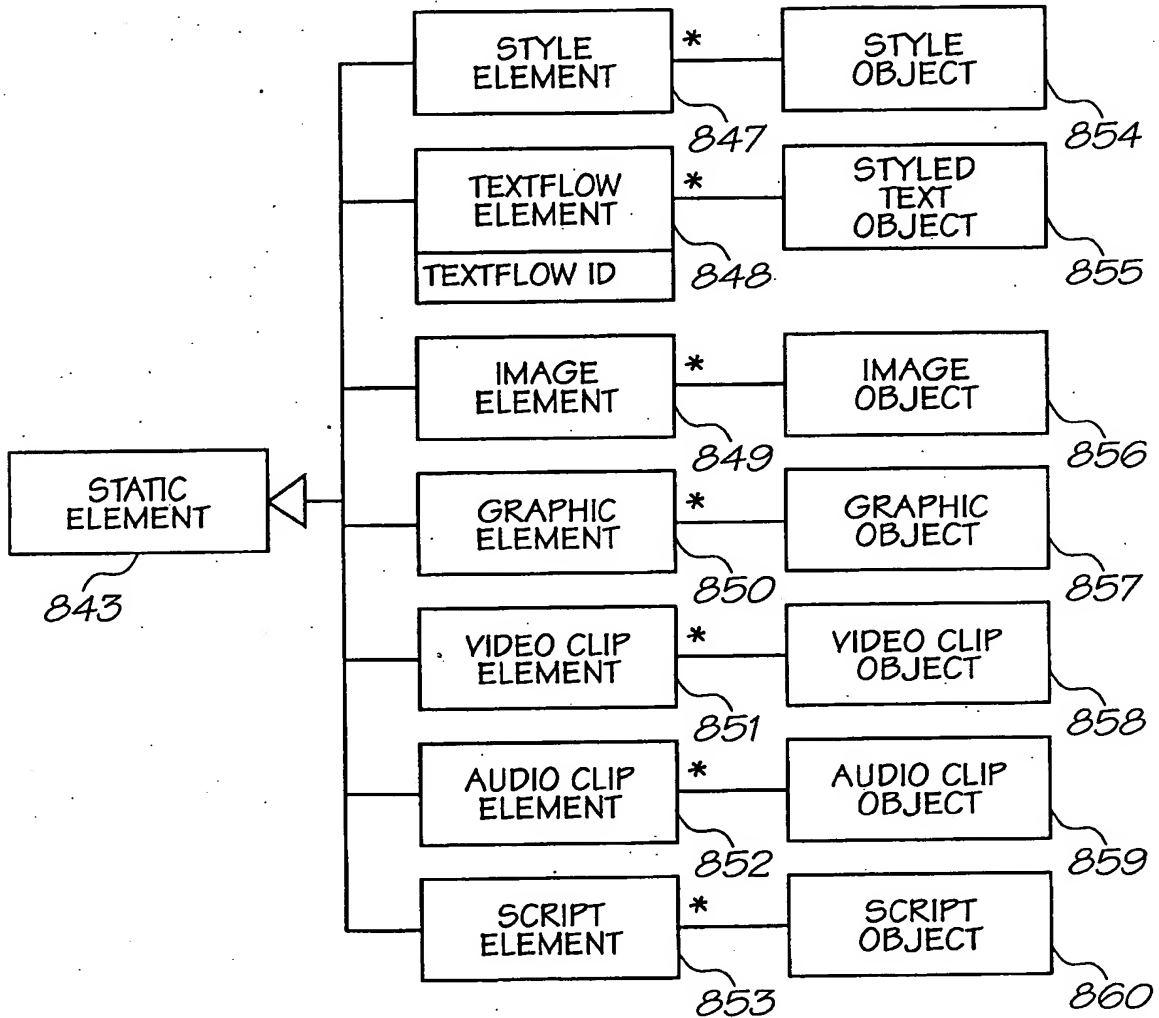 STYLE
ELEMENT
*
STYLE
OBJECT
847
854
TEXTFLOW
ELEMENT
*
STYLED
TEXT
OBJECT
TEXTFLOW ID
848
855
IMAGE
ELEMENT
*
IMAGE
OBJECT
849
856
STATIC
ELEMENT
843
GRAPHIC
ELEMENT
*
GRAPHIC
OBJECT
850
857
VIDEO CLIP
ELEMENT
*
VIDEO CLIP
OBJECT
851
858
AUDIO CLIP
ELEMENT
*
AUDIO CLIP
OBJECT
852
859
SCRIPT
ELEMENT
*
SCRIPT
OBJECT
853
860